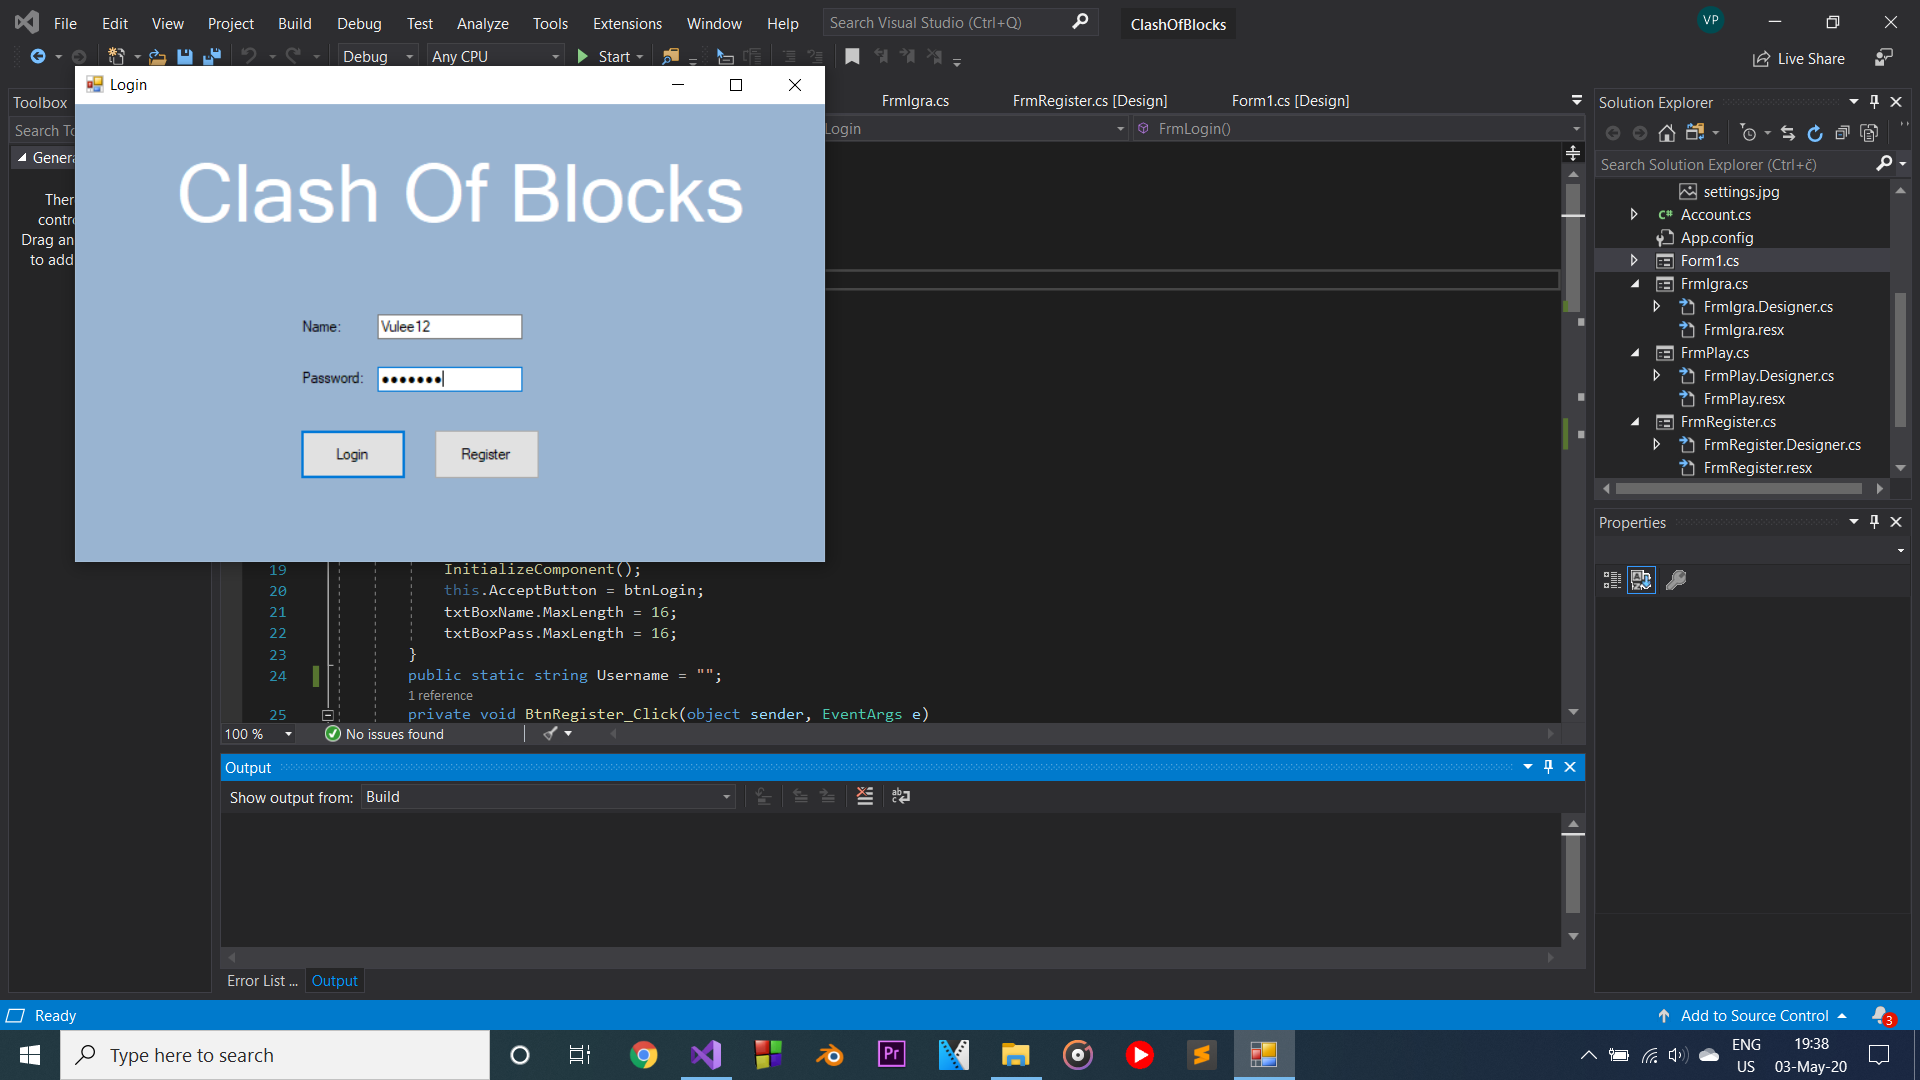 File Edit View Project Build Debug Test Analyze Tools Extensions Window Help Search Visual Studio (Ctrl+Q) ClashOfBlocks VP
Debug Any CPU Start Live Share
Login
Toolbox FrmIgra.cs FrmRegister.cs [Design] Form1.cs [Design] Solution Explorer
Search To Login FrmLogin()
Genera
Search Solution Explorer (Ctrl+č)
Ther
contro
Drag an
to add
Clash Of Blocks
Name: Vulee12
Password: ●●●●●●●
Login Register
settings.jpg
C# Account.cs
App.config
Form1.cs
FrmIgra.cs
FrmIgra.Designer.cs
FrmIgra.resx
FrmPlay.cs
FrmPlay.Designer.cs
FrmPlay.resx
FrmRegister.cs
FrmRegister.Designer.cs
FrmRegister.resx
Properties
19 InitializeComponent();
20 this.AcceptButton = btnLogin;
21 txtBoxName.MaxLength = 16;
22 txtBoxPass.MaxLength = 16;
23 }
24 public static string Username = "";
1 reference
25 private void BtnRegister_Click(object sender, EventArgs e)
100 % No issues found
Output
Show output from: Build
Error List ... Output
Ready Add to Source Control 3
Type here to search
Pr
ENG
US
19:38
03-May-20